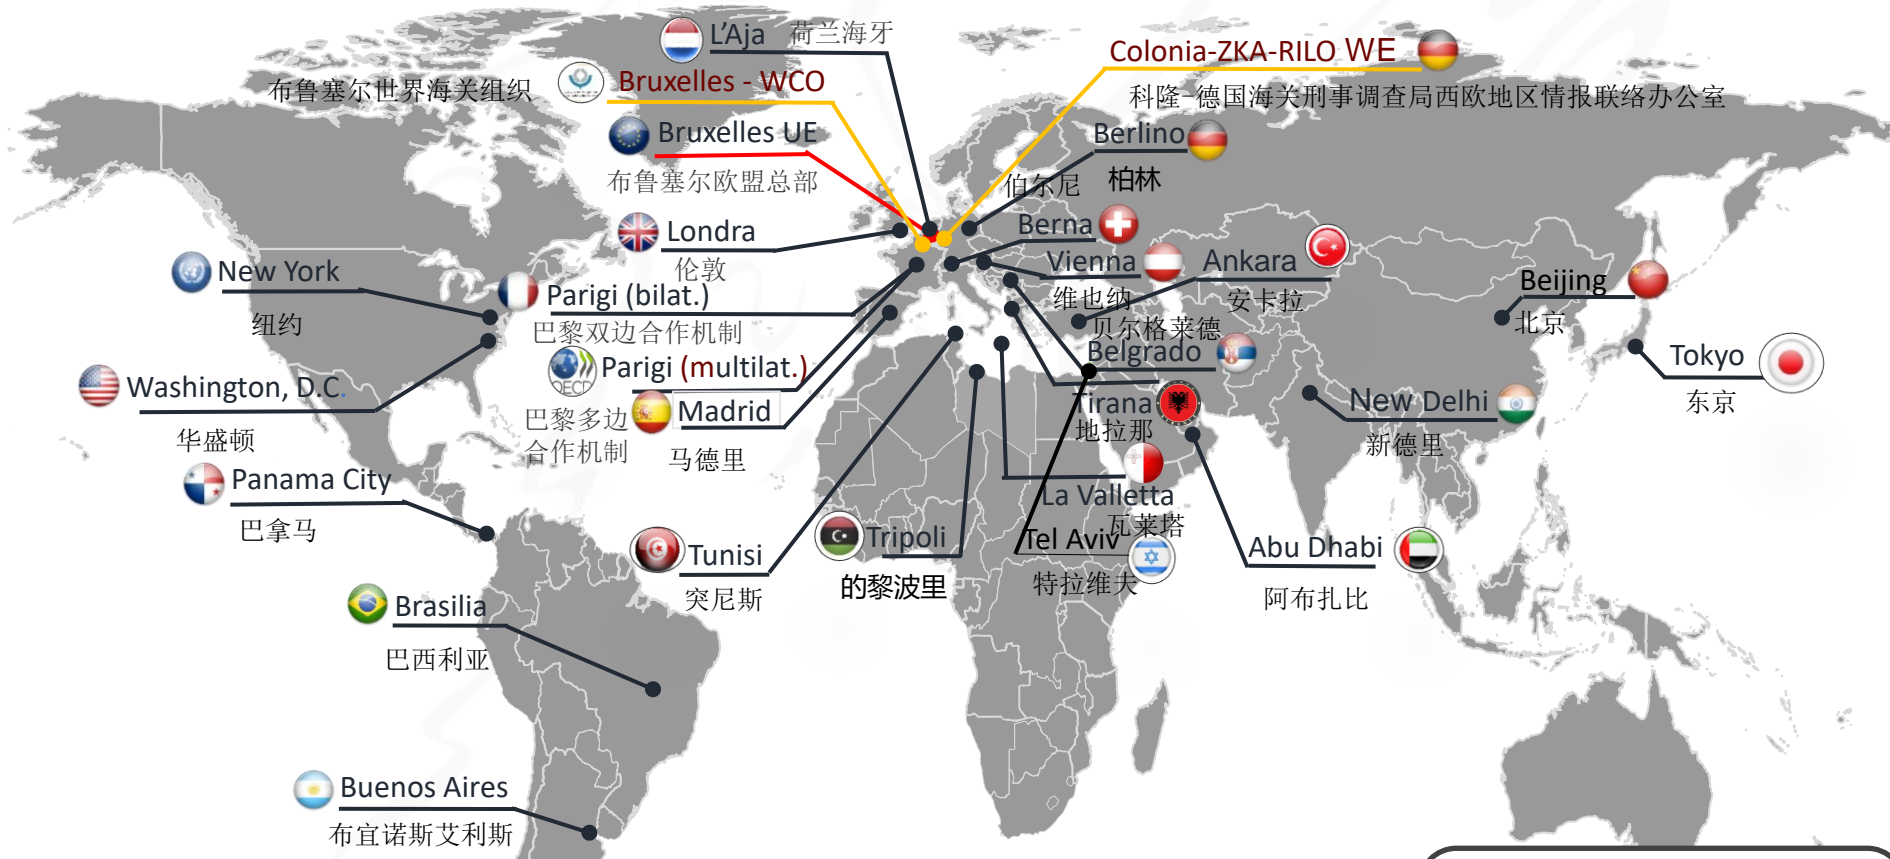 L'Aja 荷兰海牙
Colonia-ZKA-RILO WE
科隆-德国海关刑事调查局西欧地区情报联络办公室
布鲁塞尔世界海关组织 Bruxelles - WCO
Bruxelles UE
布鲁塞尔欧盟总部
Berlino
柏林
伯尔尼
Berna
Londra
伦敦
Vienna
维也纳
Ankara
安卡拉
New York
纽约
Parigi (bilat.)
巴黎双边合作机制
Beijing
北京
贝尔格莱德
Belgrado
Tokyo
东京
OECD
Parigi (multilat.)
巴黎多边
合作机制
Washington, D.C.
华盛顿
Madrid
马德里
Tirana
地拉那
New Delhi
新德里
Panama City
巴拿马
La Valletta
瓦莱塔
Tunisi
突尼斯
Tripoli
的黎波里
Tel Aviv
特拉维夫
Abu Dhabi
阿布扎比
Brasilia
巴西利亚
Buenos Aires
布宜诺斯艾利斯